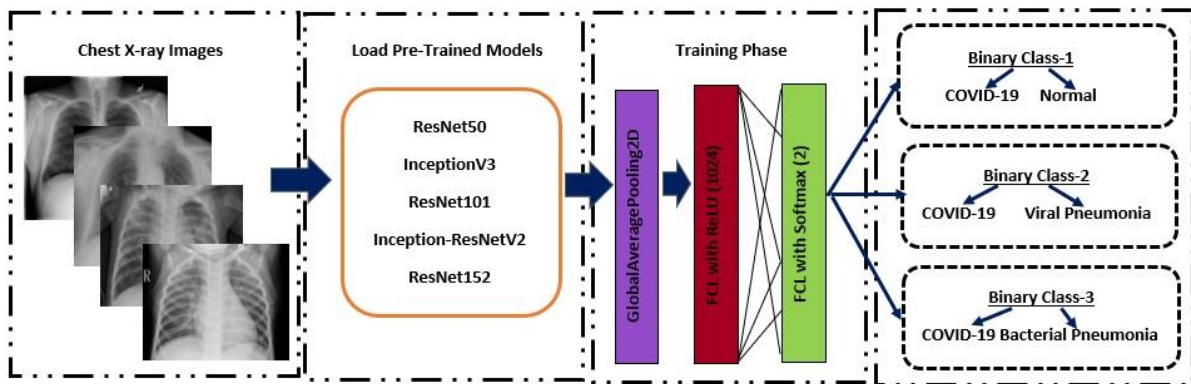 Chest X-ray Images
R
Load Pre-Trained Models
ResNet50
InceptionV3
ResNet101
Inception-ResNetV2
ResNet152
Training Phase
GlobalAveragePooling2D
FCL with ReLU (1024)
FCL with Softmax (2)
Binary Class-1
COVID-19 Normal
Binary Class-2
COVID-19 Viral Pneumonia
Binary Class-3
COVID-19 Bacterial Pneumonia